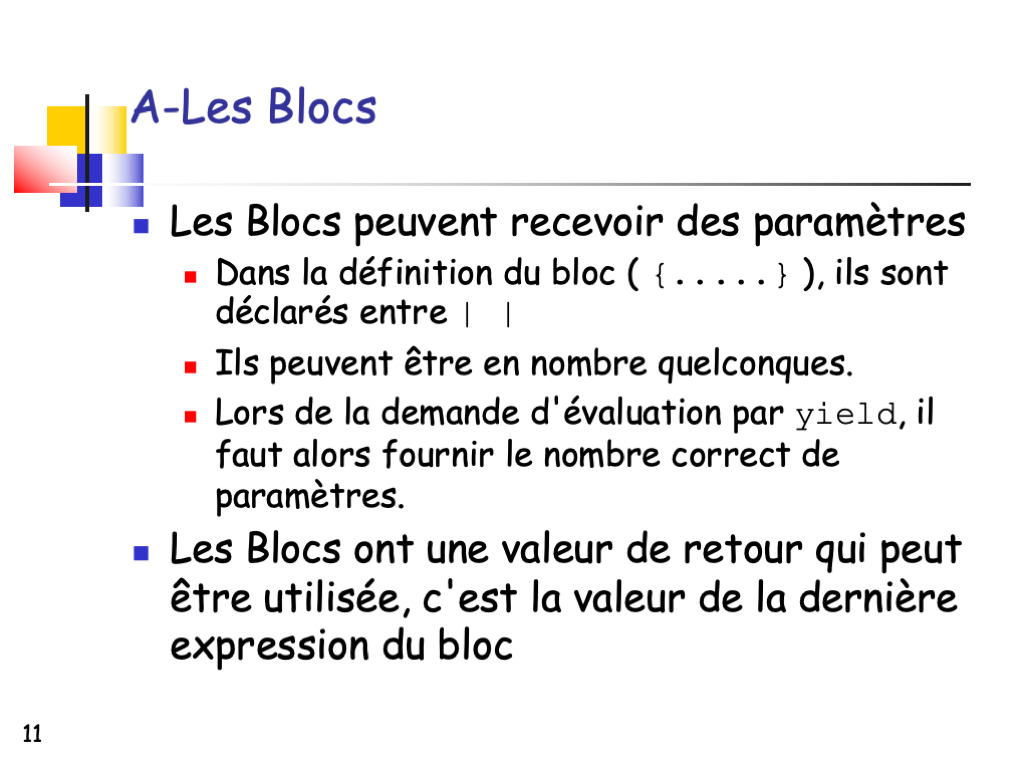 A-Les Blocs
Les Blocs peuvent recevoir des paramètres
Dans la définition du bloc ( {.....} ), ils sont
déclarés entre | |
Ils peuvent être en nombre quelconques.
Lors de la demande d'évaluation par yield, il
faut alors fournir le nombre correct de
paramètres.
Les Blocs ont une valeur de retour qui peut
être utilisée, c'est la valeur de la dernière
expression du bloc
11